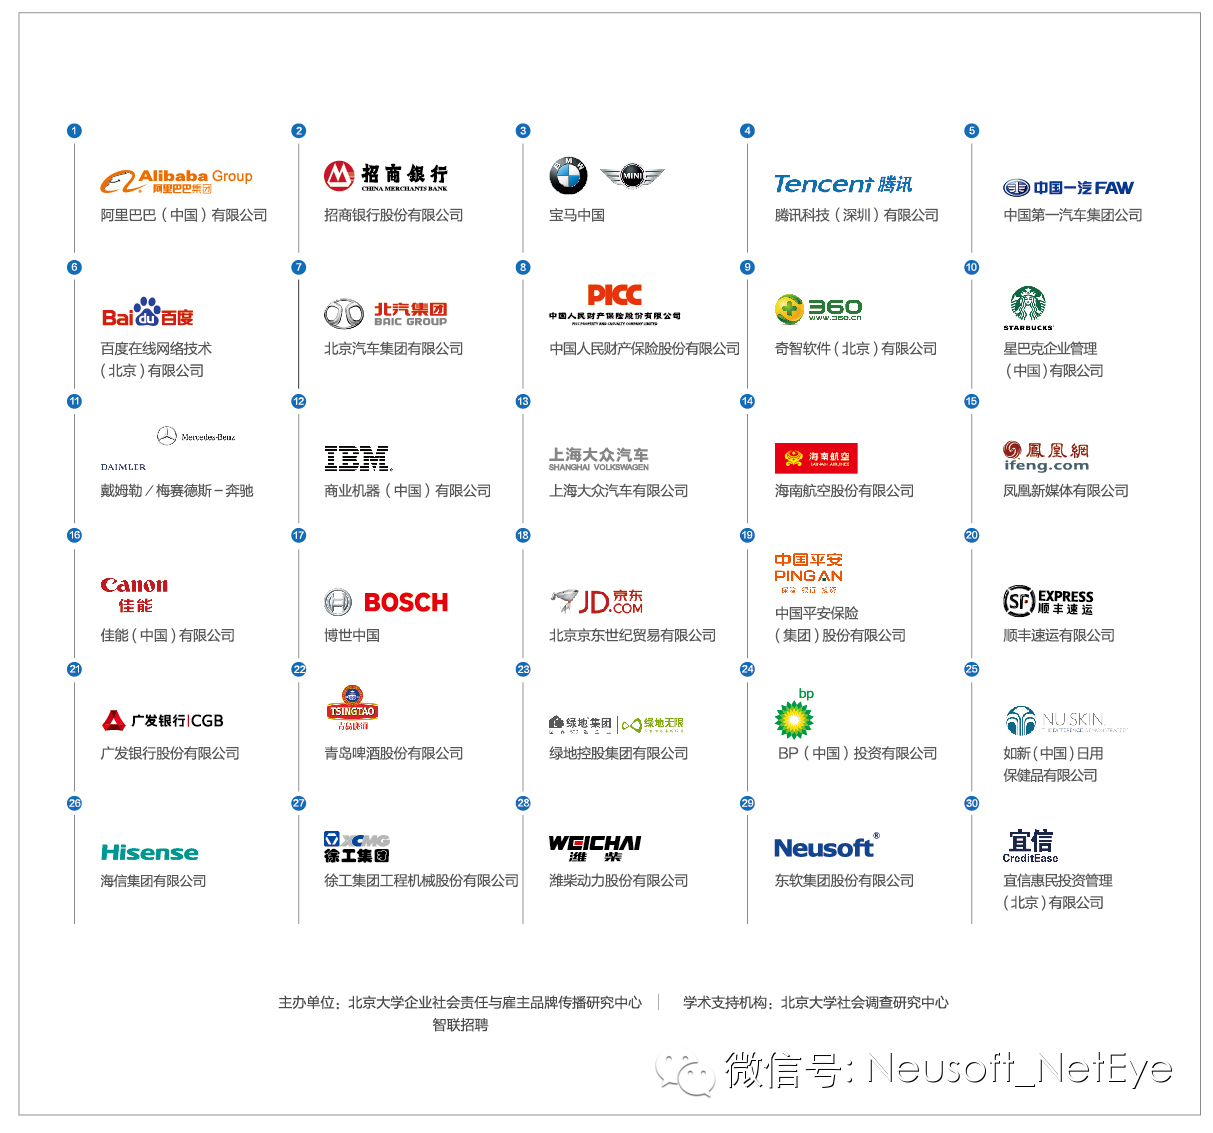 1
Alibaba Group
阿里巴巴集团
阿里巴巴（中国）有限公司
2
招商银行
CHINA MERCHANTS BANK
招商银行股份有限公司
3
BMW
MINI
宝马中国
4
Tencent 腾讯
腾讯科技（深圳）有限公司
5
中国一汽 FAW
中国第一汽车集团公司
6
Bai du 百度
百度在线网络技术
（北京）有限公司
7
北汽集团
BAIC GROUP
北京汽车集团有限公司
8
PICC
中国人民财产保险股份有限公司
PICC PROPERTY AND CASUALTY COMPANY LIMITED
中国人民财产保险股份有限公司
9
360
www.360.cn
奇智软件（北京）有限公司
10
STARBUCKS
星巴克企业管理
（中国）有限公司
11
Mercedes-Benz
DAIMLER
戴姆勒／梅赛德斯－奔驰
12
IBM
商业机器（中国）有限公司
13
上海大众汽车
SHANGHAI VOLKSWAGEN
上海大众汽车有限公司
14
海南航空
HAINAN AIRLINES
海南航空股份有限公司
15
鳳凰網
ifeng.com
凤凰新媒体有限公司
16
Canon
佳能
佳能（中国）有限公司
17
BOSCH
博世中国
18
JD 京东
.COM
北京京东世纪贸易有限公司
19
中国平安
PING AN
保险 银行 投资
中国平安保险
（集团）股份有限公司
20
SF EXPRESS
顺丰速运
顺丰速运有限公司
21
广发银行|CGB
广发银行股份有限公司
22
TSINGTAO
青岛啤酒
青岛啤酒股份有限公司
23
绿地集团 绿地无限
绿地控股集团有限公司
24
bp
BP（中国）投资有限公司
25
NU SKIN
THE DIFFERENCE DEMONSTRATED
如新（中国）日用
保健品有限公司
26
Hisense
海信集团有限公司
27
XCMG
徐工集团
徐工集团工程机械股份有限公司
28
WEICHAI
潍柴
潍柴动力股份有限公司
29
Neusoft®
东软集团股份有限公司
30
宜信
CreditEase
宜信惠民投资管理
（北京）有限公司
主办单位：北京大学企业社会责任与雇主品牌传播研究中心 | 学术支持机构：北京大学社会调查研究中心
智联招聘
微信号: Neusoft_NetEye